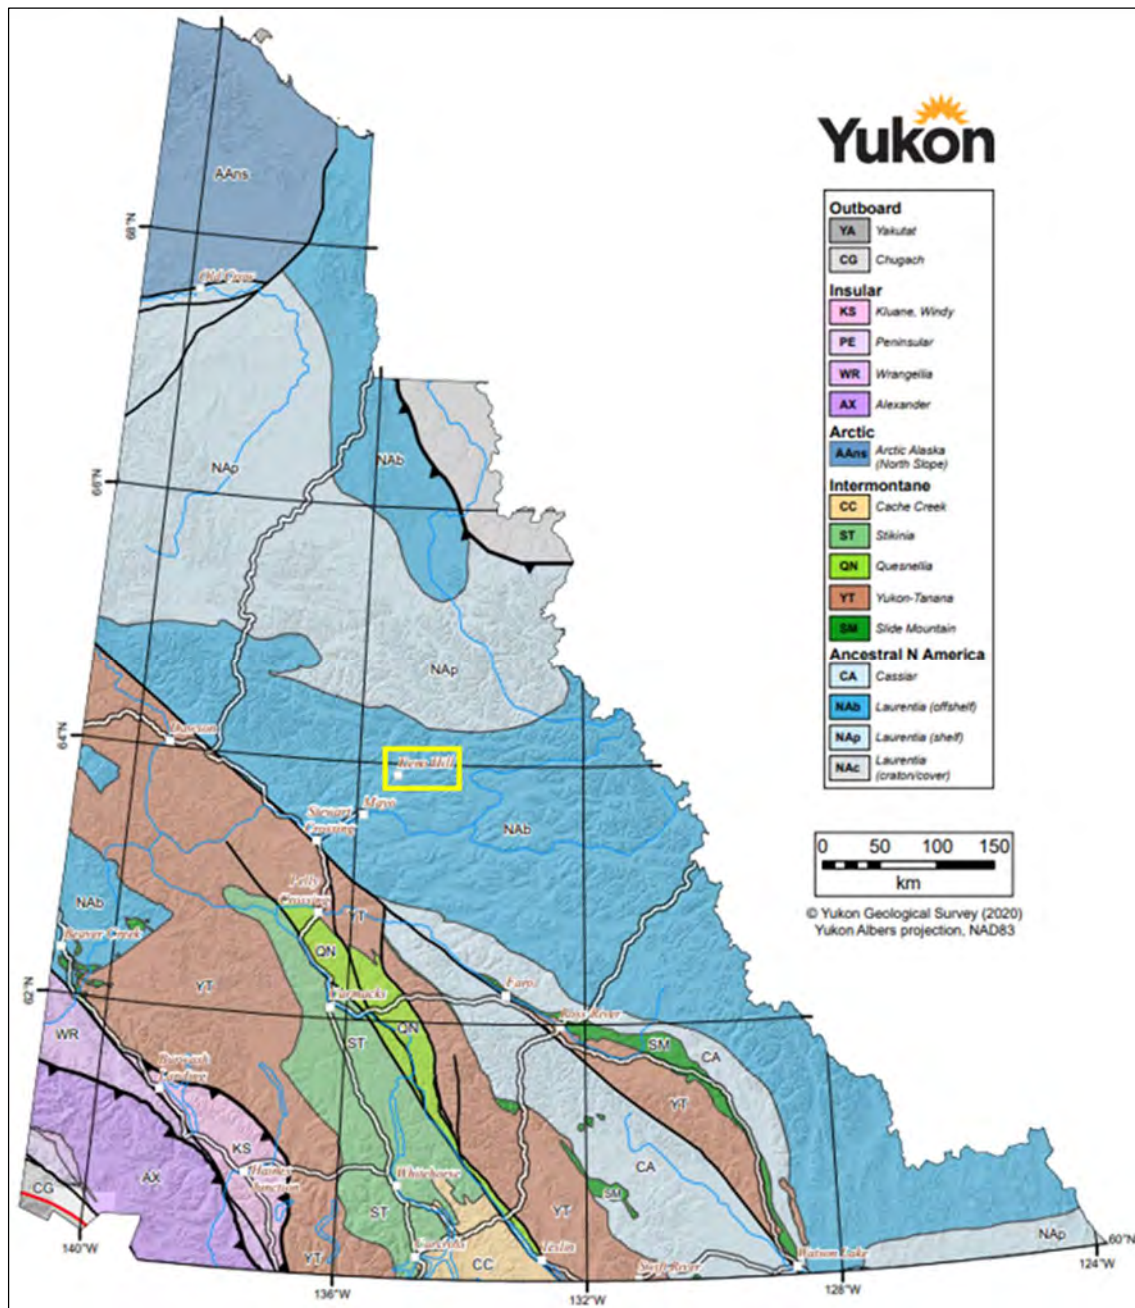 Yukon
Outboard
YA Yakutat
CG Chugach
Insular
KS Kluane, Windy
PE Peninsular
WR Wrangellia
AX Alexander
Arctic
AAns Arctic Alaska
(North Slope)
Intermontane
CC Cache Creek
ST Stikinia
QN Quesnellia
YT Yukon-Tanana
SM Slide Mountain
Ancestral N America
CA Cassiar
NAb Laurentia (offshelf)
NAp Laurentia (shelf)
NAc Laurentia
(craton/cover)
0 50 100 150
km
© Yukon Geological Survey (2020)
Yukon Albers projection, NAD83
AAns
68°N
Old Crow
NAp
NAb
66°N
NAp
64°N
Dawson
Keno Hill
Mayo
Stewart
Crossing
NAb
Pelly
Crossing
NAb
YT
Beaver Creek
QN
YT
Faro
62°N
Carmacks
Ross River
WR
ST
QN
SM
CA
Burwash
Landing
YT
KS
CA
AX
Haines
Junction
Whitehorse
SM
CG
ST
YT
NAp
140°W
YT
Carcross
CC
Teslin
Swift River
Watson Lake
60°N
136°W
132°W
128°W
124°W